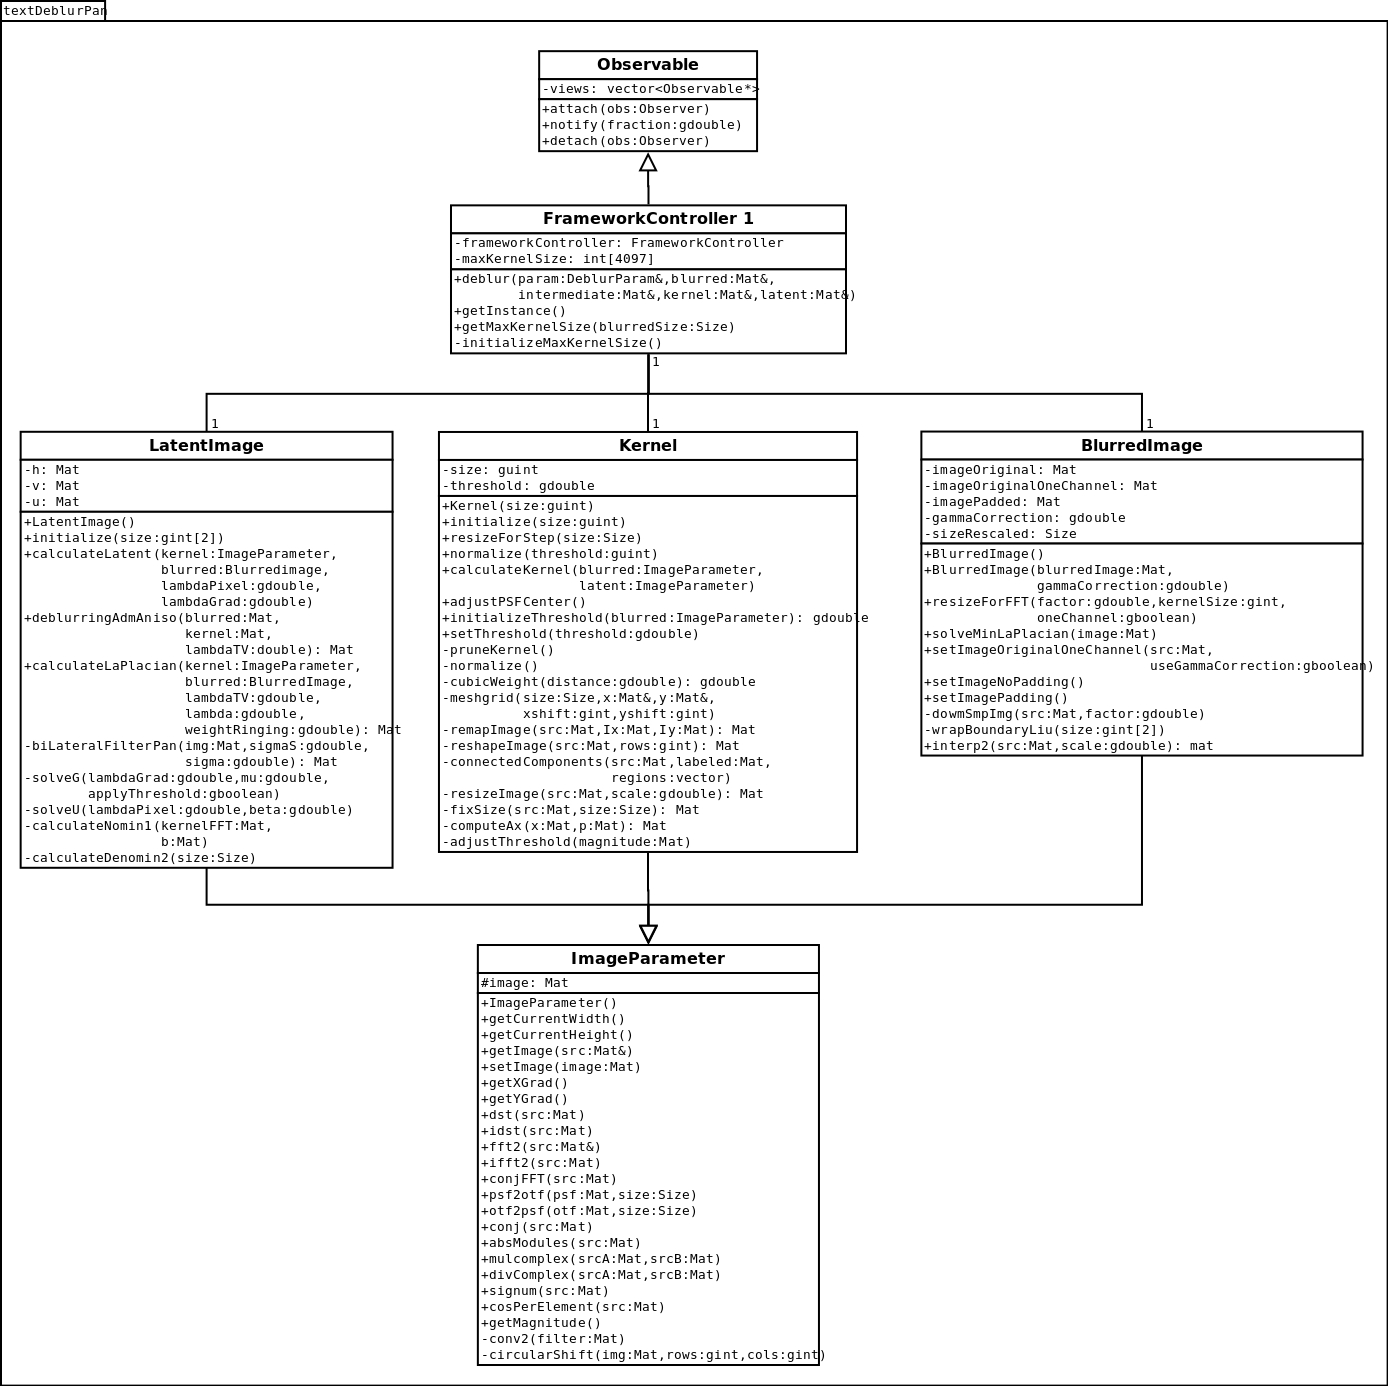 textDeblurPan
Observable
-views: vector<Observable*>
+attach(obs:Observer)
+notify(fraction:gdouble)
+detach(obs:Observer)
FrameworkController 1
-frameworkController: FrameworkController
-maxKernelSize: int[4097]
+deblur(param:DeblurParam&,blurred:Mat&,
intermediate:Mat&,kernel:Mat&,latent:Mat&)
+getInstance()
+getMaxKernelSize(blurredSize:Size)
-initializeMaxKernelSize()
1
1
1
1
LatentImage
-h: Mat
-v: Mat
-u: Mat
+LatentImage()
+initialize(size:gint[2])
+calculateLatent(kernel:ImageParameter,
blurred:Blurredimage,
lambdaPixel:gdouble,
lambdaGrad:gdouble)
+deblurringAdmAniso(blurred:Mat,
kernel:Mat,
lambdaTV:double): Mat
+calculateLaPlacian(kernel:ImageParameter,
blurred:BlurredImage,
lambdaTV:gdouble,
lambda:gdouble,
weightRinging:gdouble): Mat
-biLateralFilterPan(img:Mat,sigmaS:gdouble,
sigma:gdouble): Mat
-solveG(lambdaGrad:gdouble,mu:gdouble,
applyThreshold:gboolean)
-solveU(lambdaPixel:gdouble,beta:gdouble)
-calculateNomin1(kernelFFT:Mat,
b:Mat)
-calculateDenomin2(size:Size)
Kernel
-size: guint
-threshold: gdouble
+Kernel(size:guint)
+initialize(size:guint)
+resizeForStep(size:Size)
+normalize(threshold:guint)
+calculateKernel(blurred:ImageParameter,
latent:ImageParameter)
+adjustPSFCenter()
+initializeThreshold(blurred:ImageParameter): gdouble
+setThreshold(threshold:gdouble)
-pruneKernel()
-normalize()
-cubicWeight(distance:gdouble): gdouble
-meshgrid(size:Size,x:Mat&,y:Mat&,
xshift:gint,yshift:gint)
-remapImage(src:Mat,Ix:Mat,Iy:Mat): Mat
-reshapeImage(src:Mat,rows:gint): Mat
-connectedComponents(src:Mat,labeled:Mat,
regions:vector)
-resizeImage(src:Mat,scale:gdouble): Mat
-fixSize(src:Mat,size:Size): Mat
-computeAx(x:Mat,p:Mat): Mat
-adjustThreshold(magnitude:Mat)
BlurredImage
-imageOriginal: Mat
-imageOriginalOneChannel: Mat
-imagePadded: Mat
-gammaCorrection: gdouble
-sizeRescaled: Size
+BlurredImage()
+BlurredImage(blurredImage:Mat,
gammaCorrection:gdouble)
+resizeForFFT(factor:gdouble,kernelSize:gint,
oneChannel:gboolean)
+solveMinLaPlacian(image:Mat)
+setImageOriginalOneChannel(src:Mat,
useGammaCorrection:gboolean)
+setImageNoPadding()
+setImagePadding()
-dowmSmpImg(src:Mat,factor:gdouble)
-wrapBoundaryLiu(size:gint[2])
+interp2(src:Mat,scale:gdouble): mat
ImageParameter
#image: Mat
+ImageParameter()
+getCurrentWidth()
+getCurrentHeight()
+getImage(src:Mat&)
+setImage(image:Mat)
+getXGrad()
+getYGrad()
+dst(src:Mat)
+idst(src:Mat)
+fft2(src:Mat&)
+ifft2(src:Mat)
+conjFFT(src:Mat)
+psf2otf(psf:Mat,size:Size)
+otf2psf(otf:Mat,size:Size)
+conj(src:Mat)
+absModules(src:Mat)
+mulcomplex(srcA:Mat,srcB:Mat)
+divComplex(srcA:Mat,srcB:Mat)
+signum(src:Mat)
+cosPerElement(src:Mat)
+getMagnitude()
-conv2(filter:Mat)
-circularShift(img:Mat,rows:gint,cols:gint)